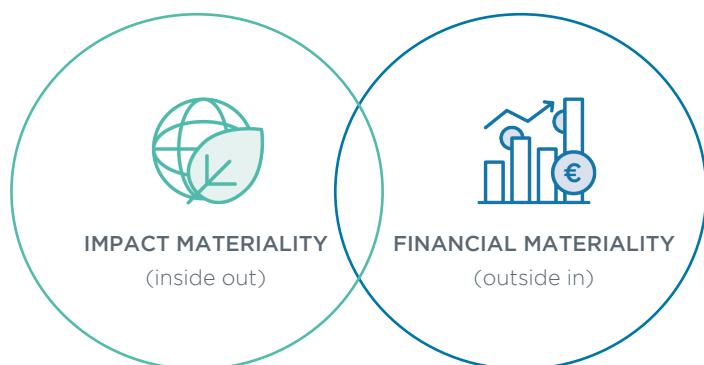 €
IMPACT MATERIALITY
(inside out)
FINANCIAL MATERIALITY
(outside in)